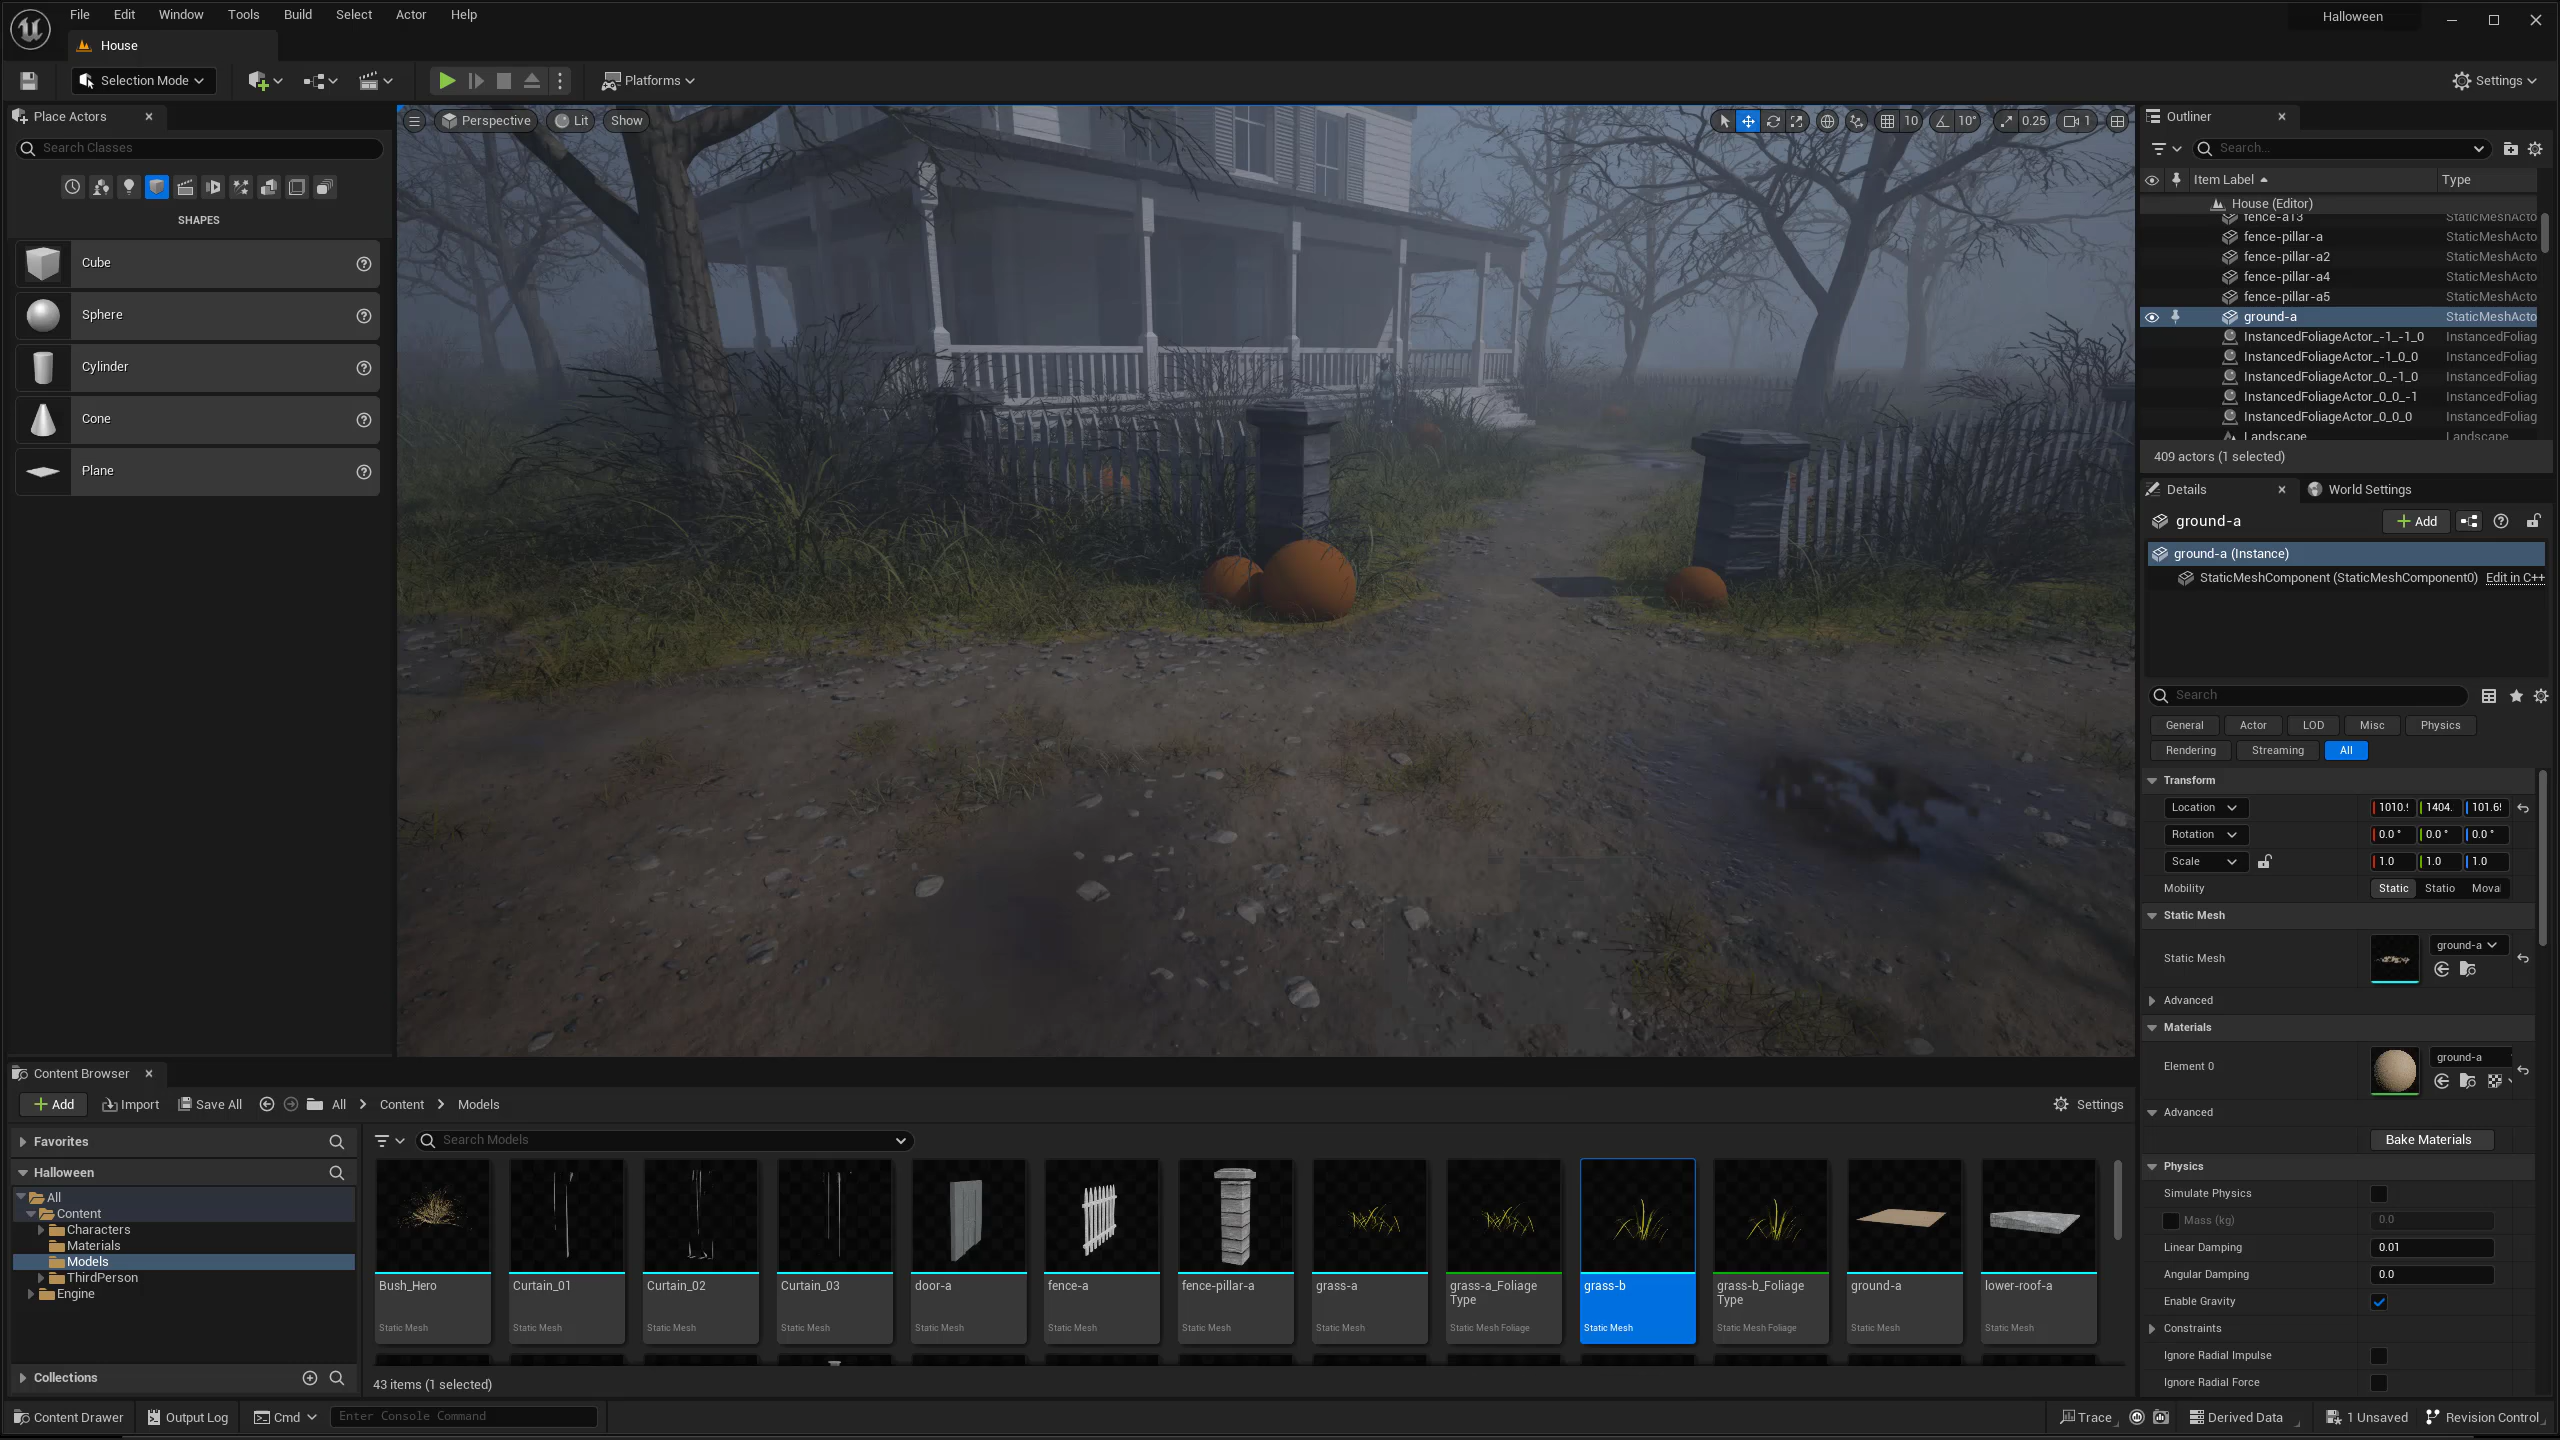 File Edit Window Tools Build Select Actor Help
Halloween
House
Selection Mode
Platforms
Settings
Place Actors
Search Classes
SHAPES
Cube
Sphere
Cylinder
Cone
Plane
Perspective Lit Show
10 10° 0.25 1
Outliner
Search...
Item Label Type
House (Editor)
fence-a13 StaticMeshActo
fence-pillar-a StaticMeshActo
fence-pillar-a2 StaticMeshActo
fence-pillar-a4 StaticMeshActo
fence-pillar-a5 StaticMeshActo
ground-a StaticMeshActo
InstancedFoliageActor_-1_-1_0 InstancedFoliag
InstancedFoliageActor_-1_0_0 InstancedFoliag
InstancedFoliageActor_0_-1_0 InstancedFoliag
InstancedFoliageActor_0_0_-1 InstancedFoliag
InstancedFoliageActor_0_0_0 InstancedFoliag
Landscape Landscape
409 actors (1 selected)
Details World Settings
ground-a
Add
ground-a (Instance)
StaticMeshComponent (StaticMeshComponent0) Edit in C++
Search
General Actor LOD Misc Physics
Rendering Streaming All
Transform
Location 1010. 1404. 101.6
Rotation 0.0 ° 0.0 ° 0.0 °
Scale 1.0 1.0 1.0
Mobility Static Statio Moval
Static Mesh
Static Mesh ground-a
Advanced
Materials
Element 0 ground-a
Advanced
Bake Materials
Physics
Simulate Physics
Mass (kg) 0.0
Linear Damping 0.01
Angular Damping 0.0
Enable Gravity
Constraints
Ignore Radial Impulse
Ignore Radial Force
Content Browser
Add Import Save All All Content Models
Settings
Favorites
Halloween
All
Content
Characters
Materials
Models
ThirdPerson
Engine
Collections
Search Models
Bush_Hero
Static Mesh
Curtain_01
Static Mesh
Curtain_02
Static Mesh
Curtain_03
Static Mesh
door-a
Static Mesh
fence-a
Static Mesh
fence-pillar-a
Static Mesh
grass-a
Static Mesh
grass-a_Foliage
Type
Static Mesh Foliage
grass-b
Static Mesh
grass-b_Foliage
Type
Static Mesh Foliage
ground-a
Static Mesh
lower-roof-a
Static Mesh
43 items (1 selected)
Content Drawer Output Log Cmd Enter Console Command
Trace Derived Data 1 Unsaved Revision Control